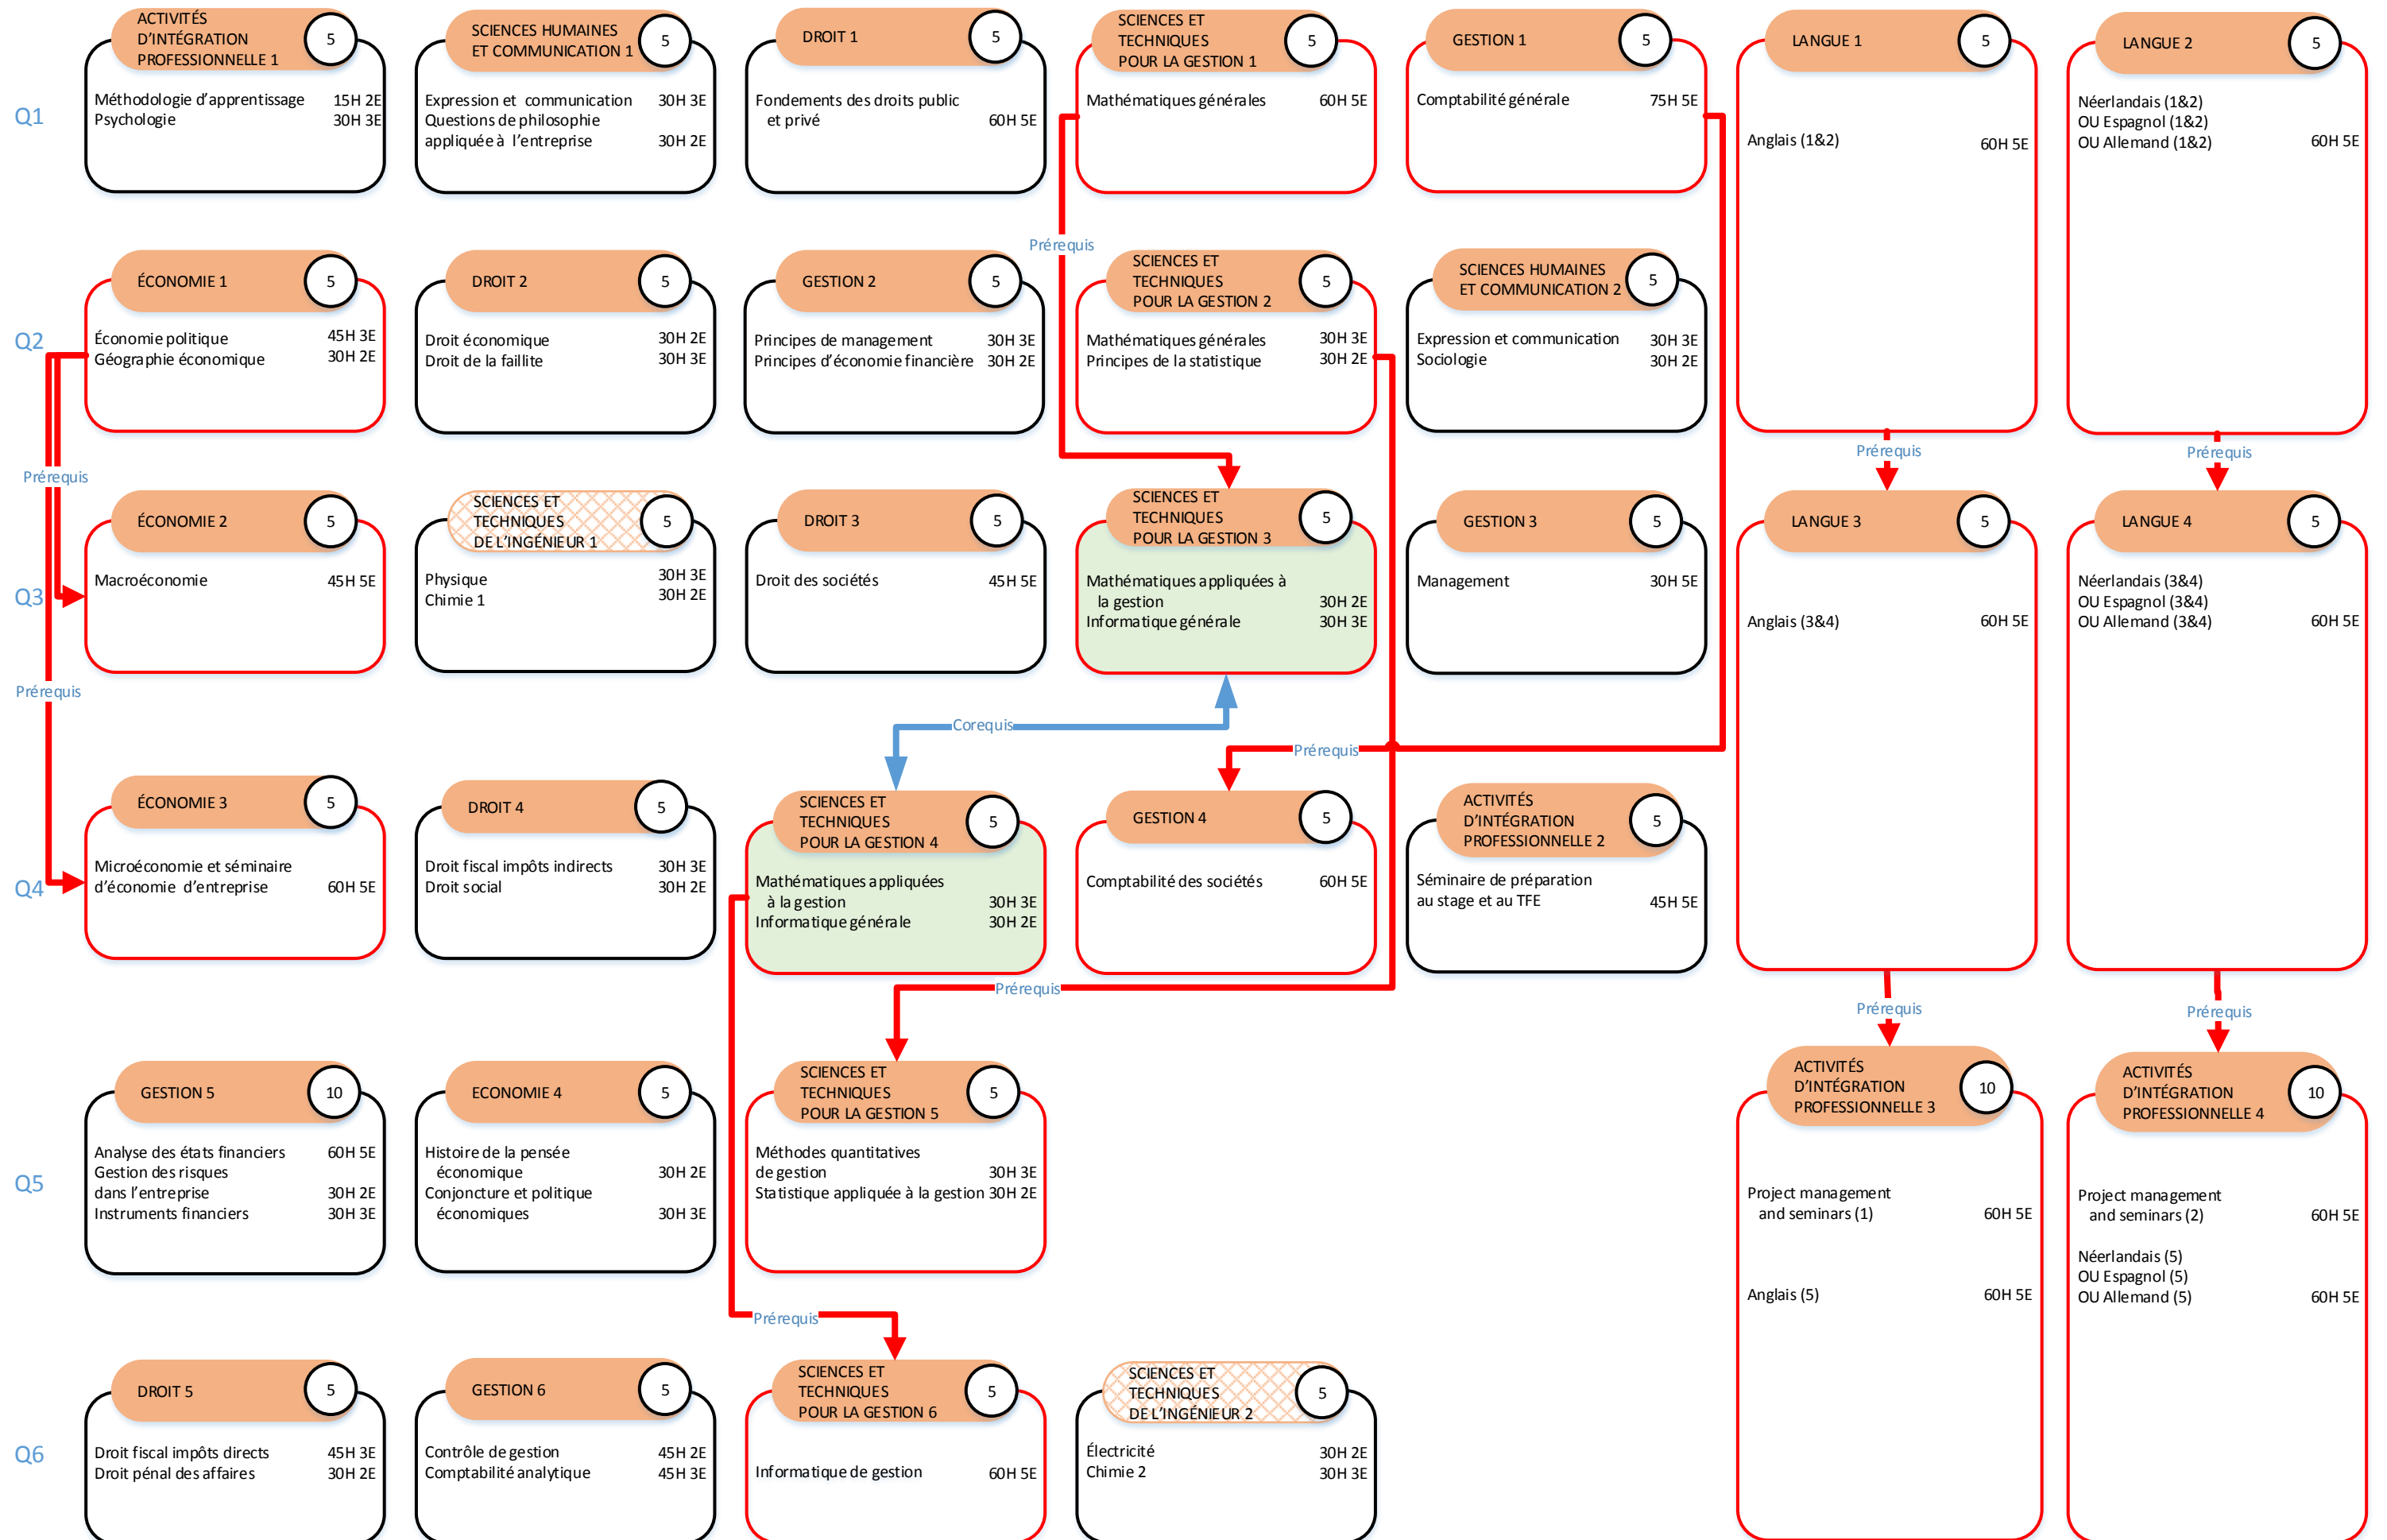 ACTIVITÉS
D'INTÉGRATION
PROFESSIONNELLE 1
5
Méthodologie d'apprentissage 15H 2E
Psychologie 30H 3E
SCIENCES HUMAINES
ET COMMUNICATION 1
5
Expression et communication 30H 3E
Questions de philosophie
appliquée à l'entreprise 30H 2E
DROIT 1
5
Fondements des droits public
et privé 60H 5E
SCIENCES ET
TECHNIQUES
POUR LA GESTION 1
5
Mathématiques générales 60H 5E
GESTION 1
5
Comptabilité générale 75H 5E
LANGUE 1
5
Anglais (1&2) 60H 5E
LANGUE 2
5
Néerlandais (1&2)
OU Espagnol (1&2)
OU Allemand (1&2) 60H 5E
Q1
Prérequis
ÉCONOMIE 1
5
Économie politique 45H 3E
Géographie économique 30H 2E
DROIT 2
5
Droit économique 30H 2E
Droit de la faillite 30H 3E
GESTION 2
5
Principes de management 30H 3E
Principes d'économie financière 30H 2E
SCIENCES ET
TECHNIQUES
POUR LA GESTION 2
5
Mathématiques générales 30H 3E
Principes de la statistique 30H 2E
SCIENCES HUMAINES
ET COMMUNICATION 2
5
Expression et communication 30H 3E
Sociologie 30H 2E
Q2
Prérequis
Prérequis
Prérequis
ÉCONOMIE 2
5
Macroéconomie 45H 5E
SCIENCES ET
TECHNIQUES
DE L'INGÉNIEUR 1
5
Physique 30H 3E
Chimie 1 30H 2E
DROIT 3
5
Droit des sociétés 45H 5E
SCIENCES ET
TECHNIQUES
POUR LA GESTION 3
5
Mathématiques appliquées à
la gestion 30H 2E
Informatique générale 30H 3E
GESTION 3
5
Management 30H 5E
LANGUE 3
5
Anglais (3&4) 60H 5E
LANGUE 4
5
Néerlandais (3&4)
OU Espagnol (3&4)
OU Allemand (3&4) 60H 5E
Q3
Prérequis
Corequis
Prérequis
ÉCONOMIE 3
5
Microéconomie et séminaire
d'économie d'entreprise 60H 5E
DROIT 4
5
Droit fiscal impôts indirects 30H 3E
Droit social 30H 2E
SCIENCES ET
TECHNIQUES
POUR LA GESTION 4
5
Mathématiques appliquées
à la gestion 30H 3E
Informatique générale 30H 2E
GESTION 4
5
Comptabilité des sociétés 60H 5E
ACTIVITÉS
D'INTÉGRATION
PROFESSIONNELLE 2
5
Séminaire de préparation
au stage et au TFE 45H 5E
Q4
Prérequis
Prérequis
Prérequis
GESTION 5
10
Analyse des états financiers 60H 5E
Gestion des risques
dans l'entreprise 30H 2E
Instruments financiers 30H 3E
ECONOMIE 4
5
Histoire de la pensée
économique 30H 2E
Conjoncture et politique
économiques 30H 3E
SCIENCES ET
TECHNIQUES
POUR LA GESTION 5
5
Méthodes quantitatives
de gestion 30H 3E
Statistique appliquée à la gestion 30H 2E
ACTIVITÉS
D'INTÉGRATION
PROFESSIONNELLE 3
10
Project management
and seminars (1) 60H 5E
Anglais (5) 60H 5E
ACTIVITÉS
D'INTÉGRATION
PROFESSIONNELLE 4
10
Project management
and seminars (2) 60H 5E
Néerlandais (5)
OU Espagnol (5)
OU Allemand (5) 60H 5E
Q5
Prérequis
DROIT 5
5
Droit fiscal impôts directs 45H 3E
Droit pénal des affaires 30H 2E
GESTION 6
5
Contrôle de gestion 45H 2E
Comptabilité analytique 45H 3E
SCIENCES ET
TECHNIQUES
POUR LA GESTION 6
5
Informatique de gestion 60H 5E
SCIENCES ET
TECHNIQUES
DE L'INGÉNIEUR 2
5
Électricité 30H 2E
Chimie 2 30H 3E
Q6